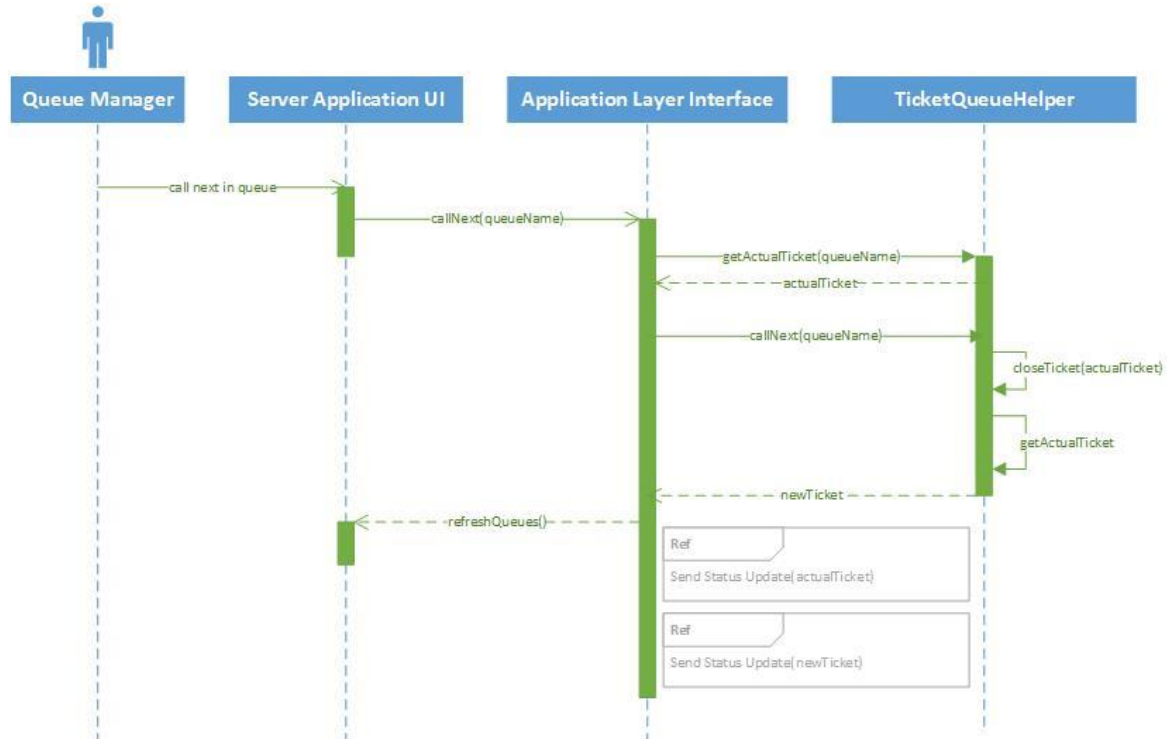 Queue Manager
Server Application UI
Application Layer Interface
TicketQueueHelper
call next in queue
callNext(queueName)
getActualTicket(queueName)
actualTicket
callNext(queueName)
closeTicket(actualTicket)
getActualTicket
newTicket
refreshQueues()
Ref
Send Status Update(actualTicket)
Ref
Send Status Update(newTicket)